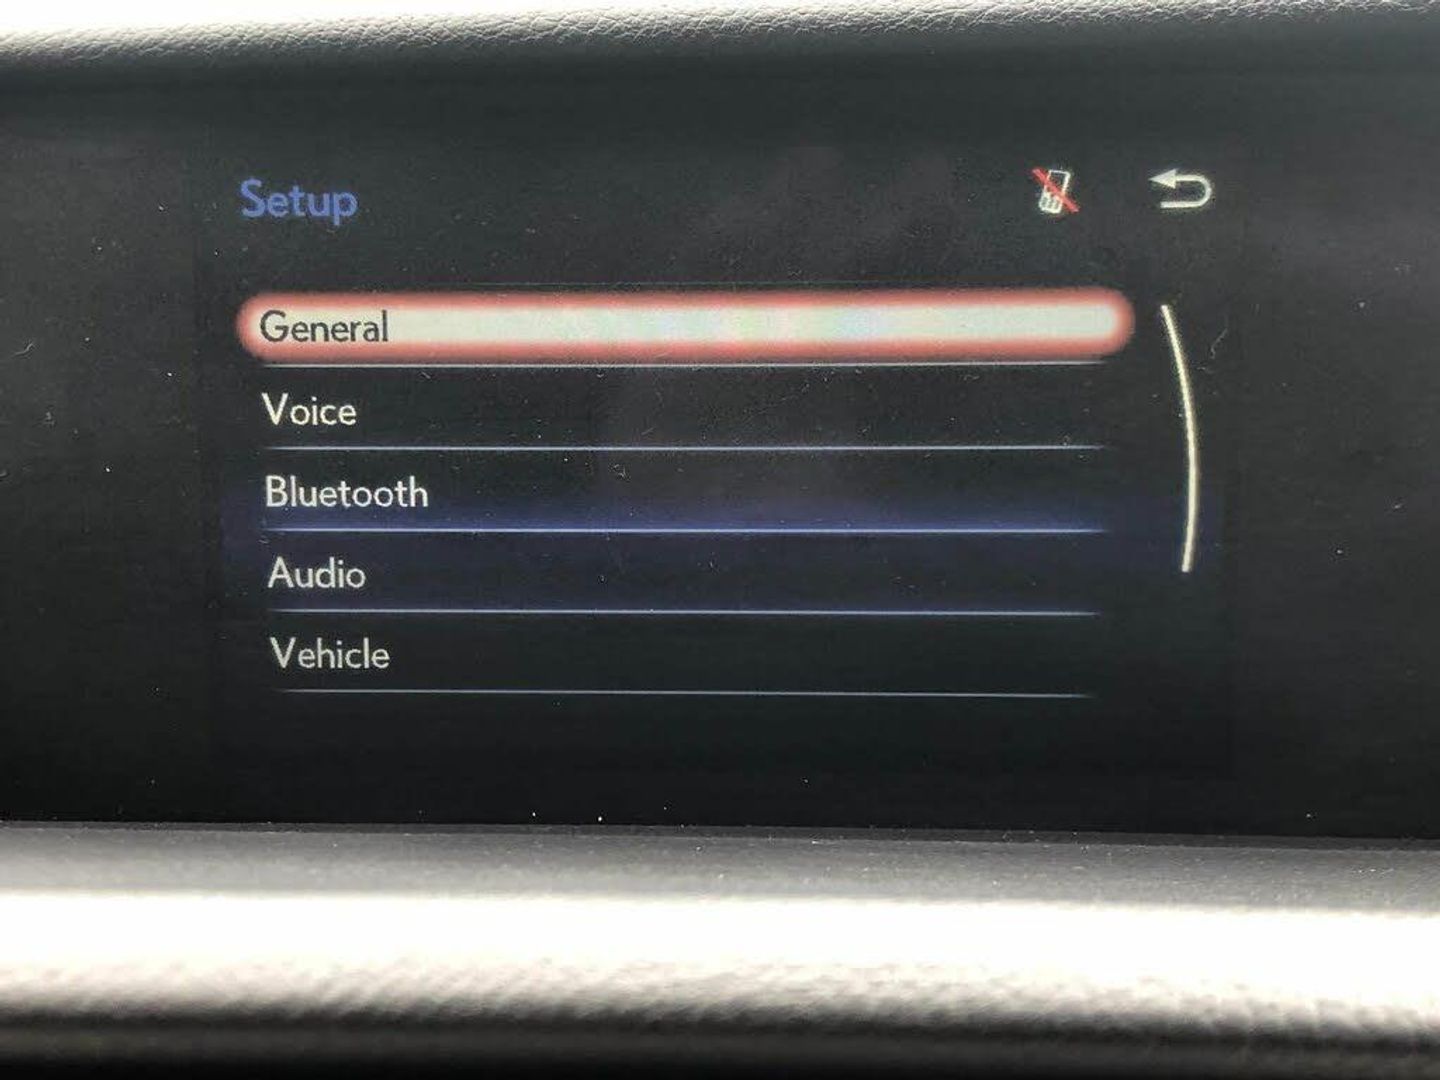 Setup
General
Voice
Bluetooth
Audio
Vehicle